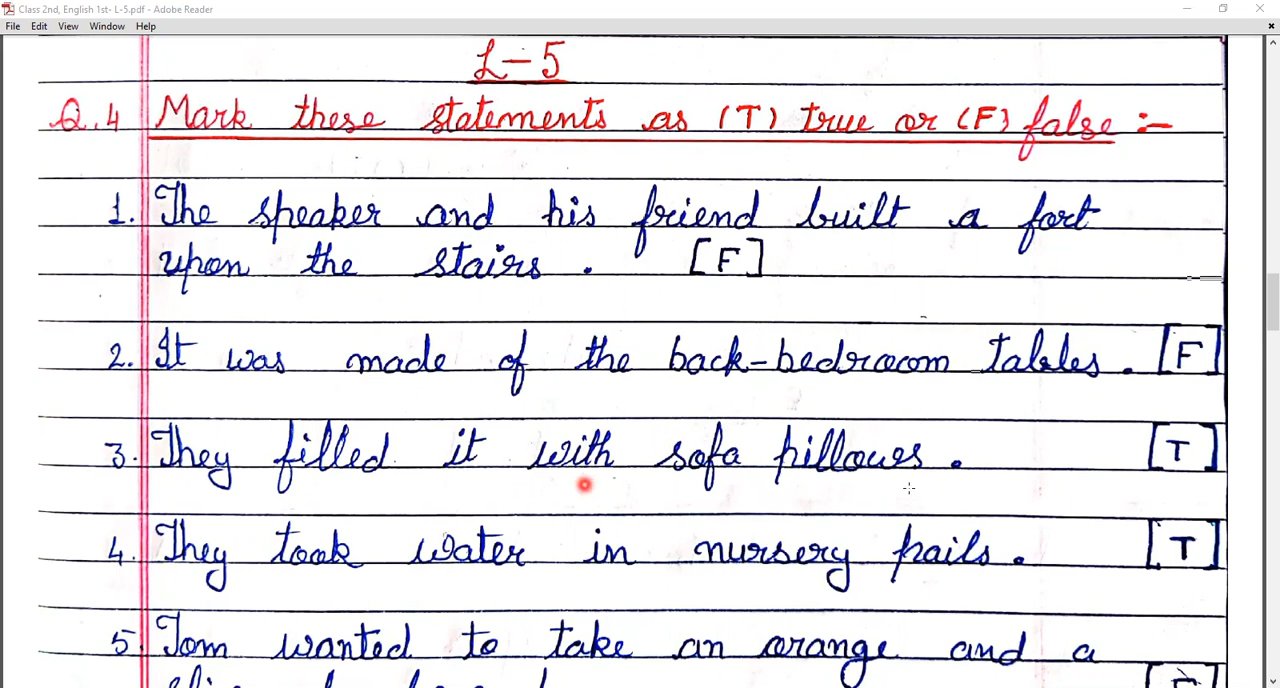 Class 2nd, English 1st- L-5.pdf - Adobe Reader
File Edit View Window Help
L-5
Q.4 Mark these statements as (T) true or (F) false :-
1. The speaker and his friend built a fort
upon the stairs. [F]
2. It was made of the back-bedroom tables. [F]
3. They filled it with sofa pillows. [T]
4. They took water in nursery pails. [T]
5. Tom wanted to take an orange and a